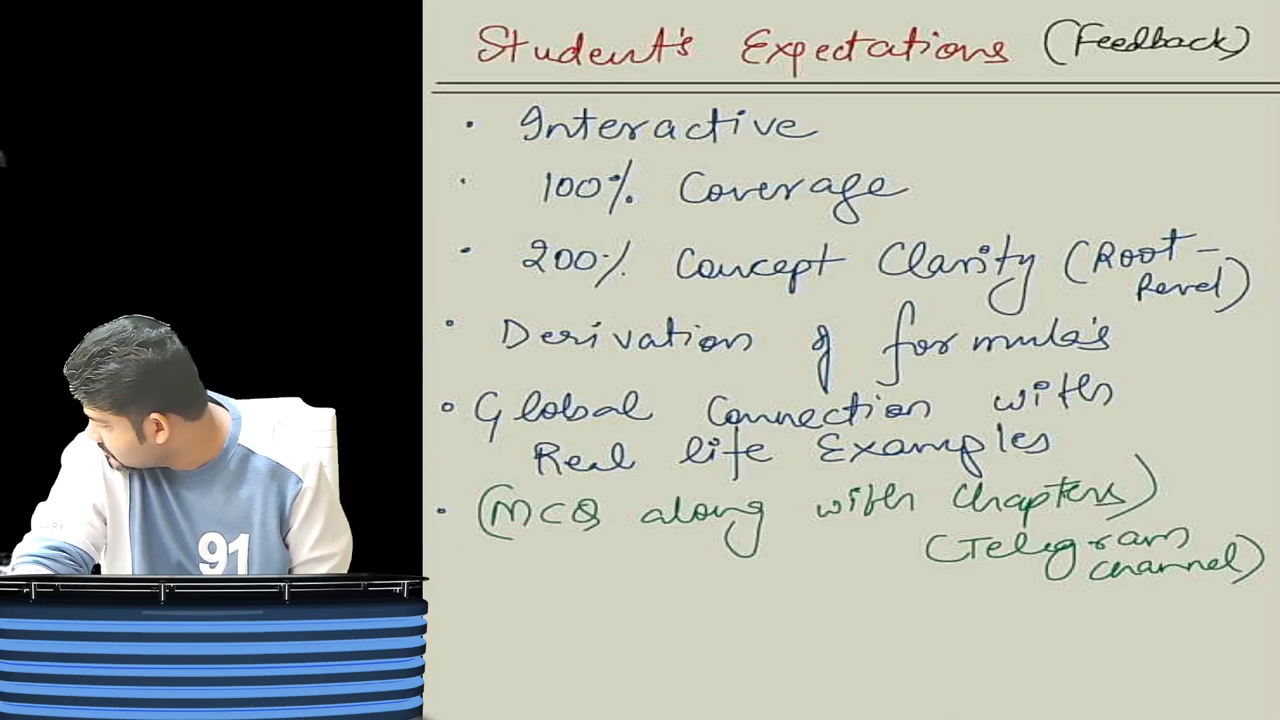 Student's Expectations (Feedback)
• Interactive
• 100% Coverage
• 200% Concept Clarity (Root-
level)
• Derivation of formula's
• Global Connection with
Real life Examples
• (MCQ along with Chapters)
(Telegram
channel)
91